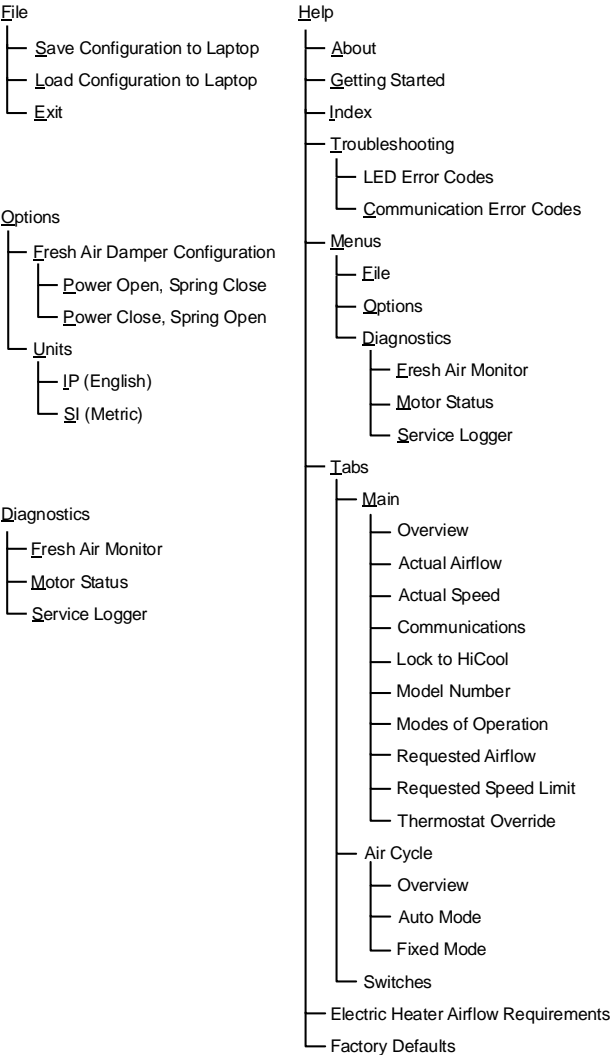 File
Save Configuration to Laptop
Load Configuration to Laptop
Exit
Options
Fresh Air Damper Configuration
Power Open, Spring Close
Power Close, Spring Open
Units
IP (English)
SI (Metric)
Diagnostics
Fresh Air Monitor
Motor Status
Service Logger
Help
About
Getting Started
Index
Troubleshooting
LED Error Codes
Communication Error Codes
Menus
File
Options
Diagnostics
Fresh Air Monitor
Motor Status
Service Logger
Tabs
Main
Overview
Actual Airflow
Actual Speed
Communications
Lock to HiCool
Model Number
Modes of Operation
Requested Airflow
Requested Speed Limit
Thermostat Override
Air Cycle
Overview
Auto Mode
Fixed Mode
Switches
Electric Heater Airflow Requirements
Factory Defaults